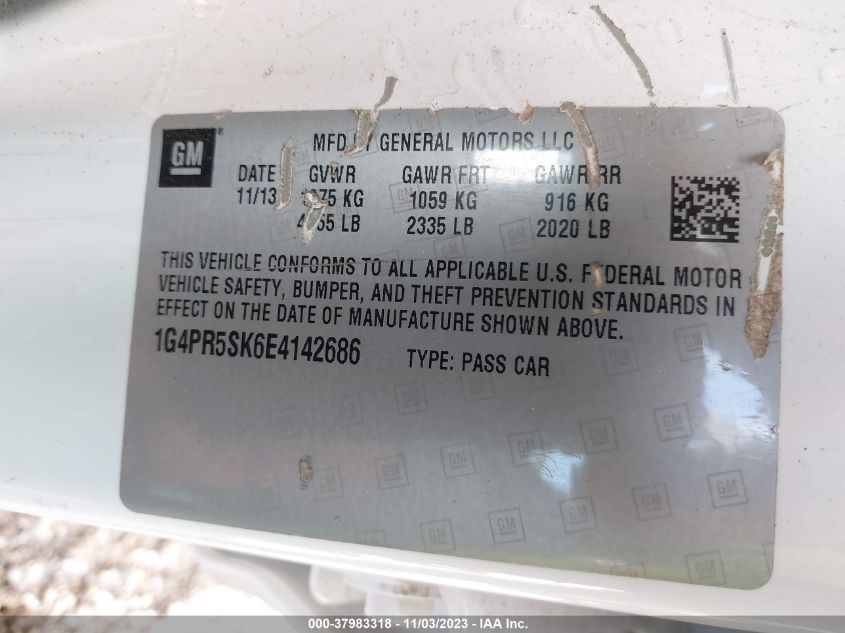 GM
MFD GENERAL MOTORS LLC
DATE GVWR GAWR FRT GAWR RR
11/13 KG 1059 KG 916 KG
LB 2335 LB 2020 LB
THIS VEHICLE CONFORMS TO ALL APPLICABLE U.S. FEDERAL MOTOR
VEHICLE SAFETY, BUMPER, AND THEFT PREVENTION STANDARDS IN
EFFECT ON THE DATE OF MANUFACTURE SHOWN ABOVE.
1G4PR5SK6E4142686 TYPE: PASS CAR
000-37983318 - 11/03/2023 - IAA Inc.